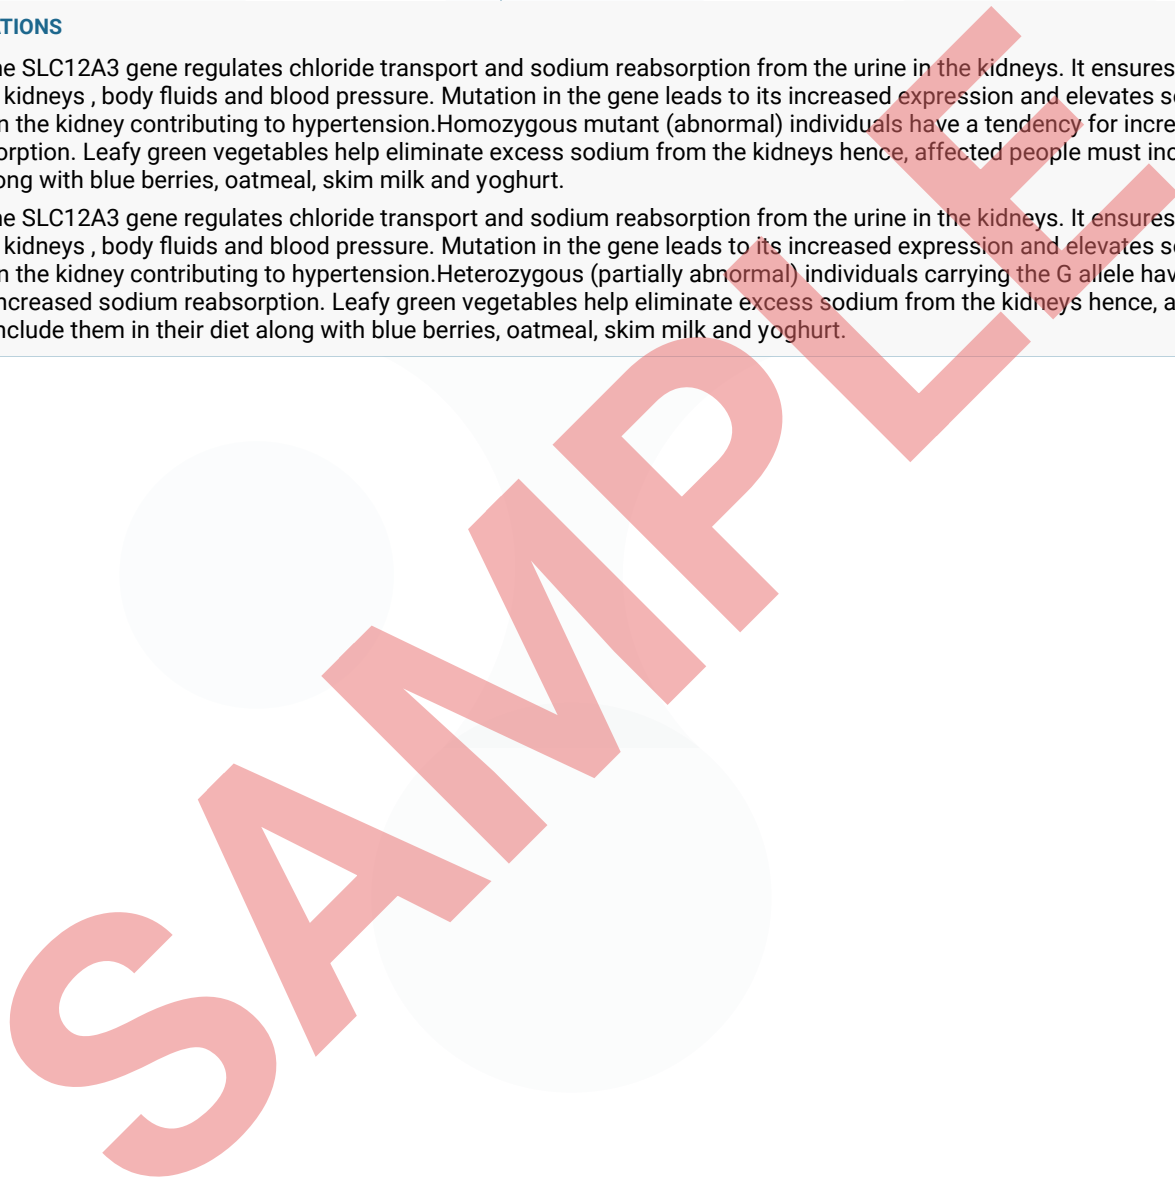 TIONS
ne SLC12A3 gene regulates chloride transport and sodium reabsorption from the urine in the kidneys. It ensures
kidneys , body fluids and blood pressure. Mutation in the gene leads to its increased expression and elevates s
n the kidney contributing to hypertension.Homozygous mutant (abnormal) individuals have a tendency for incre
orption. Leafy green vegetables help eliminate excess sodium from the kidneys hence, affected people must inc
ong with blue berries, oatmeal, skim milk and yoghurt.
ne SLC12A3 gene regulates chloride transport and sodium reabsorption from the urine in the kidneys. It ensures
kidneys , body fluids and blood pressure. Mutation in the gene leads to its increased expression and elevates s
n the kidney contributing to hypertension.Heterozygous (partially abnormal) individuals carrying the G allele hav
ncreased sodium reabsorption. Leafy green vegetables help eliminate excess sodium from the kidneys hence, a
nclude them in their diet along with blue berries, oatmeal, skim milk and yoghurt.
SAMPLE